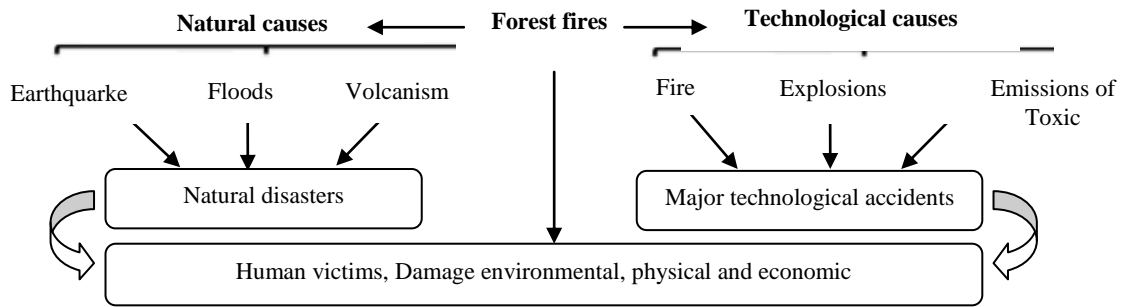 Natural causes
Forest fires
Technological causes
Earthquarke
Floods
Volcanism
Fire
Explosions
Emissions of
Toxic
Natural disasters
Major technological accidents
Human victims, Damage environmental, physical and economic